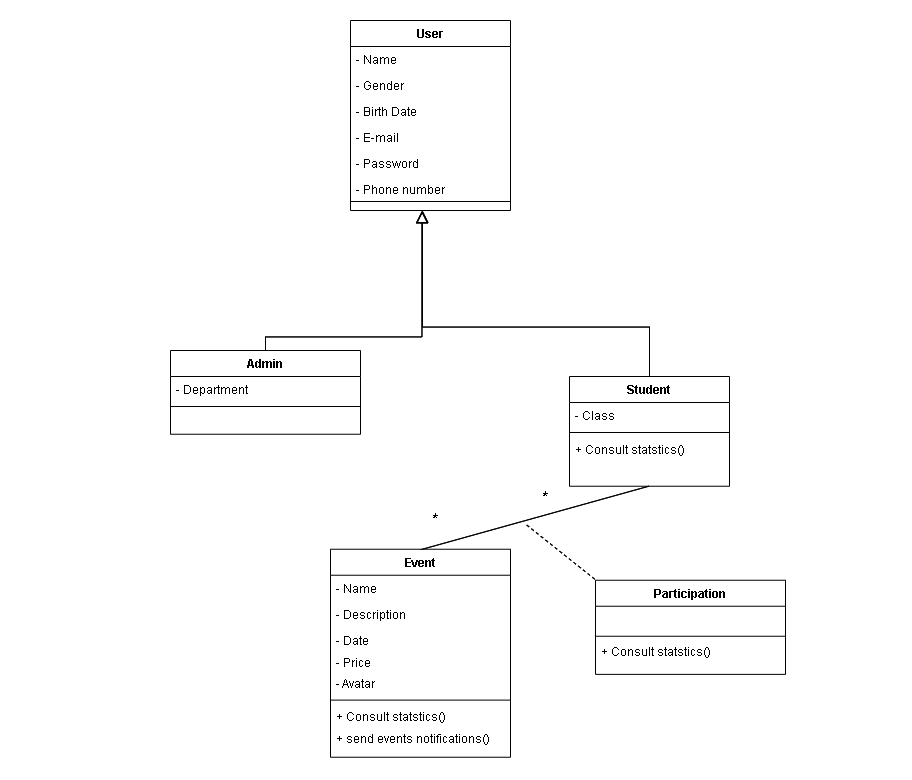 User
- Name
- Gender
- Birth Date
- E-mail
- Password
- Phone number
Admin
- Department
Student
- Class
+ Consult statstics()
*
*
Event
- Name
- Description
- Date
- Price
- Avatar
+ Consult statstics()
+ send events notifications()
Participation
+ Consult statstics()